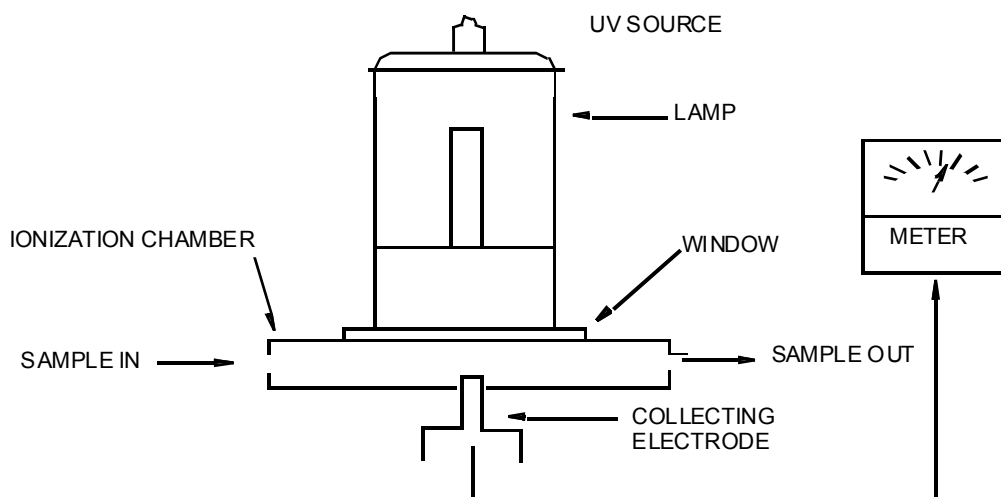 UV SOURCE
LAMP
IONIZATION CHAMBER
WINDOW
METER
SAMPLE IN
SAMPLE OUT
COLLECTING
ELECTRODE